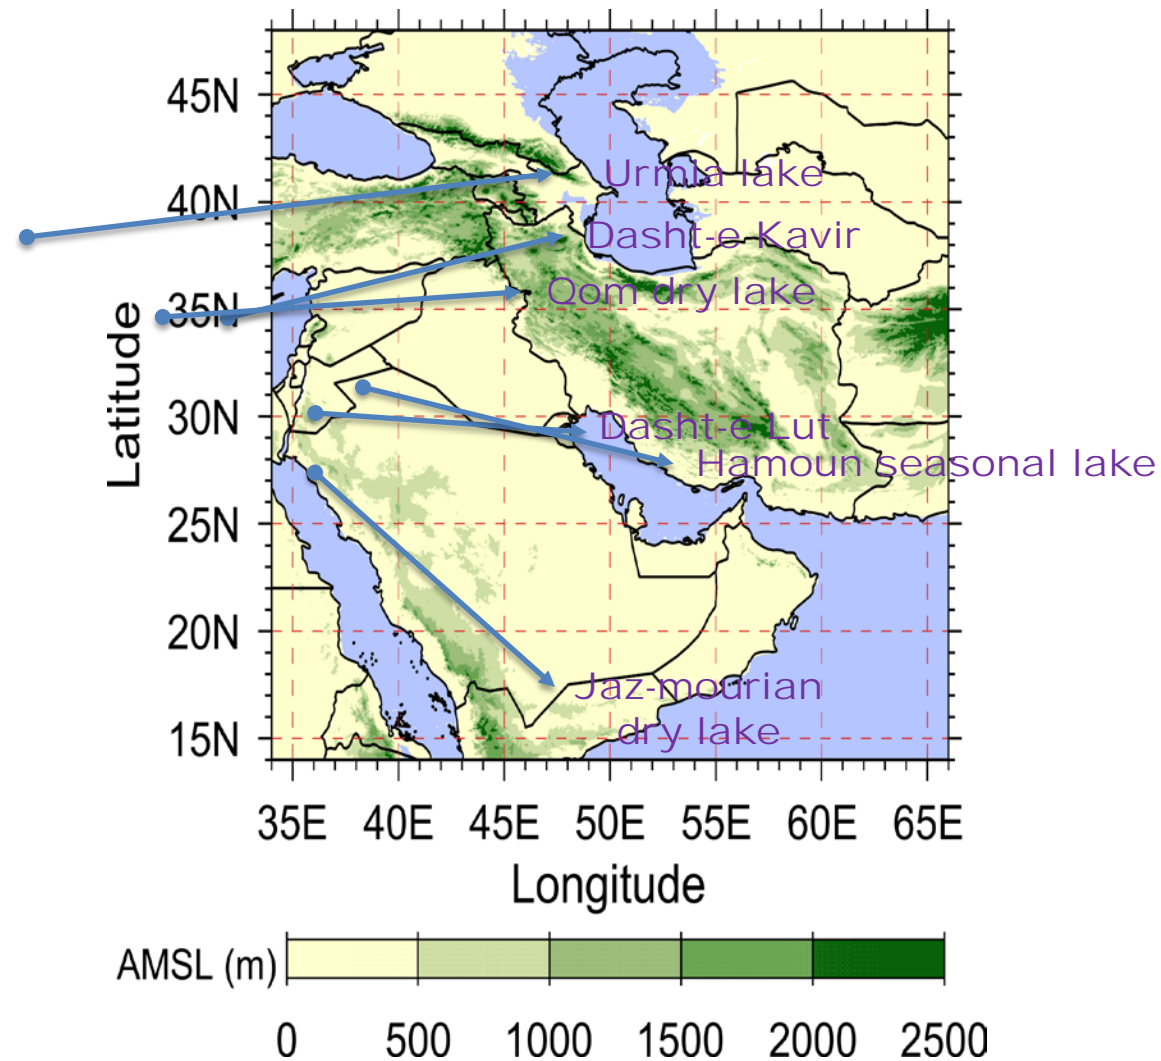 45N
Urmia lake
40N
Dasht-e Kavir
Qom dry lake
35N
Latitude
30N
Dasht-e Lut
Hamoun seasonal lake
25N
20N
Jaz-mourian
dry lake
15N
35E 40E 45E 50E 55E 60E 65E
Longitude
AMSL (m)
0 500 1000 1500 2000 2500